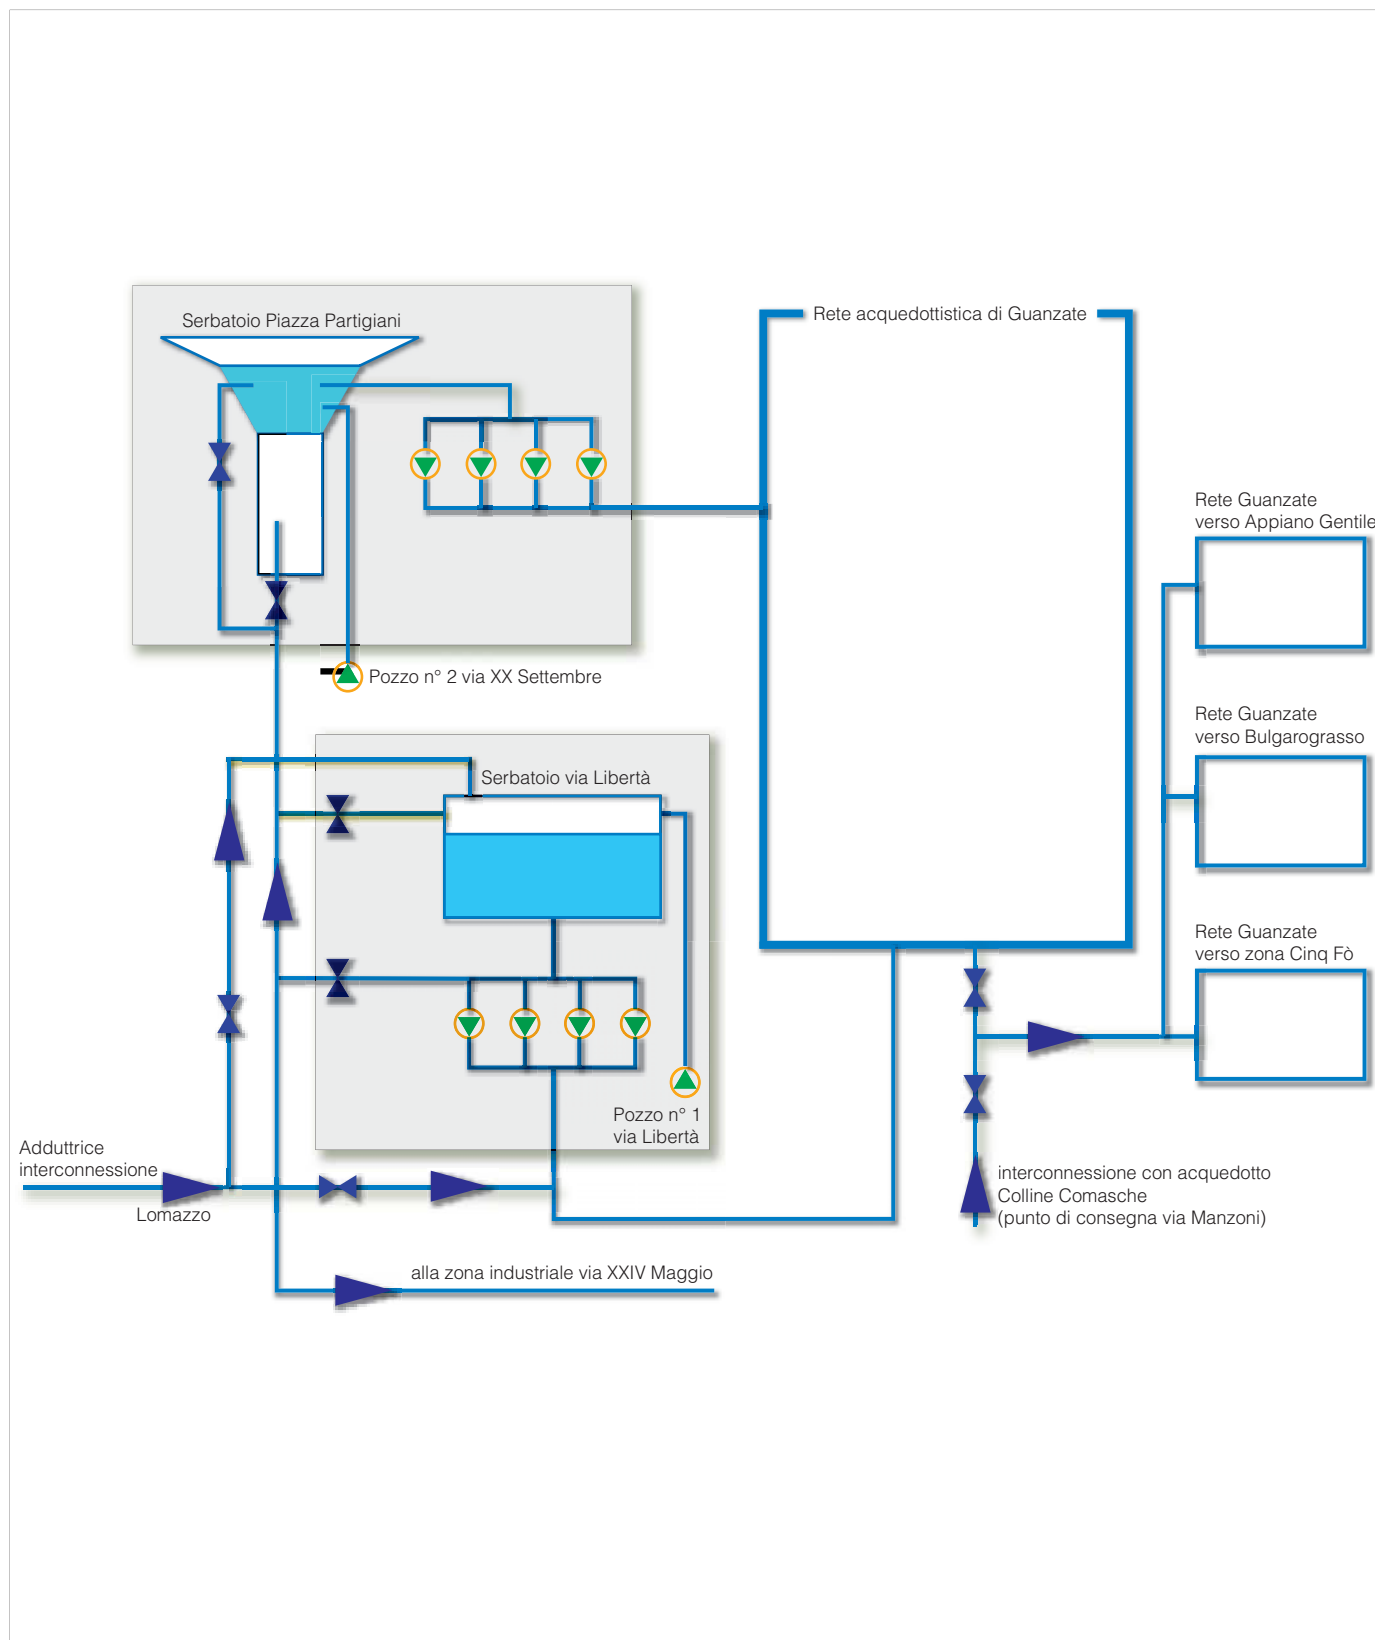 Serbatoio Piazza Partigiani
Rete acquedottistica di Guanzate
Rete Guanzate
verso Appiano Gentile
Pozzo n° 2 via XX Settembre
Rete Guanzate
verso Bulgarograsso
Serbatoio via Libertà
Rete Guanzate
verso zona Cinq Fò
Pozzo n° 1
via Libertà
Adduttrice
interconnessione
Lomazzo
interconnessione con acquedotto
Colline Comasche
(punto di consegna via Manzoni)
alla zona industriale via XXIV Maggio